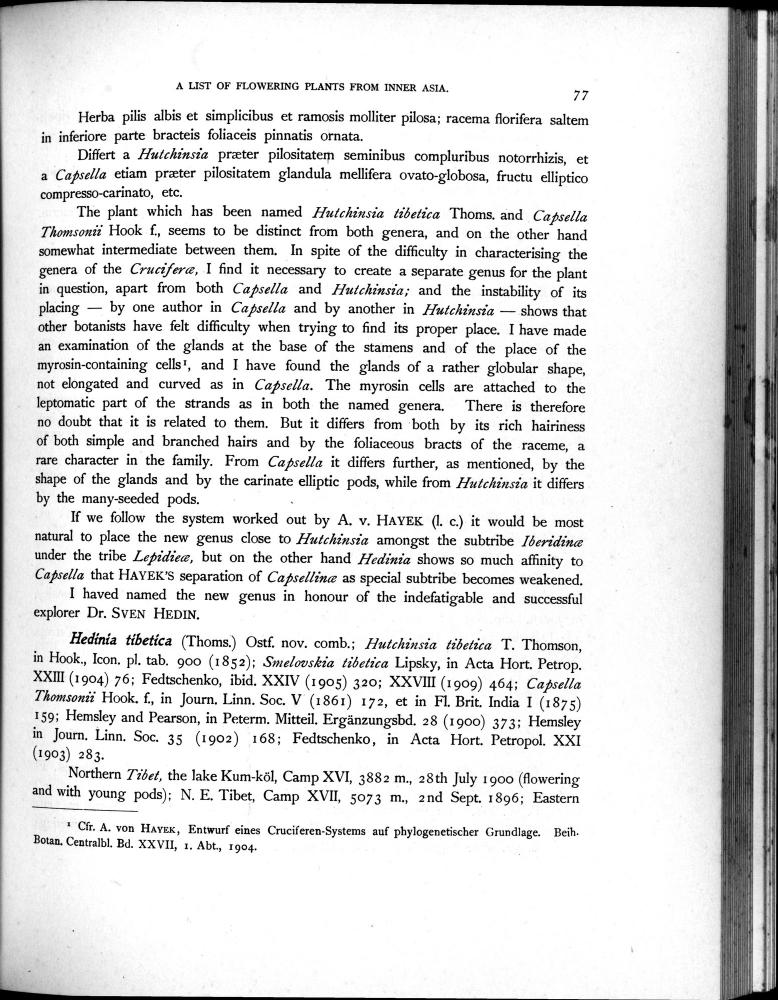 A LIST OF FLOWERING PLANTS FROM INNER ASIA.
77
Herba pilis albis et simplicibus et ramosis molliter pilosa; racema florifera saltem
in inferiore parte bracteis foliaceis pinnatis ornata.
Differt a Hutchinsia præter pilositatem seminibus compluribus notorrhizis, et
a Capsella etiam præter pilositatem glandula mellifera ovato-globosa, fructu elliptico
compresso-carinato, etc.
The plant which has been named Hutchinsia tibetica Thoms. and Capsella
Thomsonii Hook f., seems to be distinct from both genera, and on the other hand
somewhat intermediate between them. In spite of the difficulty in characterising the
genera of the Cruciferæ, I find it necessary to create a separate genus for the plant
in question, apart from both Capsella and Hutchinsia; and the instability of its
placing — by one author in Capsella and by another in Hutchinsia — shows that
other botanists have felt difficulty when trying to find its proper place. I have made
an examination of the glands at the base of the stamens and of the place of the
myrosin-containing cells¹, and I have found the glands of a rather globular shape,
not elongated and curved as in Capsella. The myrosin cells are attached to the
leptomatic part of the strands as in both the named genera. There is therefore
no doubt that it is related to them. But it differs from both by its rich hairiness
of both simple and branched hairs and by the foliaceous bracts of the raceme, a
rare character in the family. From Capsella it differs further, as mentioned, by the
shape of the glands and by the carinate elliptic pods, while from Hutchinsia it differs
by the many-seeded pods.
If we follow the system worked out by A. v. HAYEK (l. c.) it would be most
natural to place the new genus close to Hutchinsia amongst the subtribe Iberidinæ
under the tribe Lepidieæ, but on the other hand Hedinia shows so much affinity to
Capsella that HAYEK'S separation of Capsellinæ as special subtribe becomes weakened.
I haved named the new genus in honour of the indefatigable and successful
explorer Dr. SVEN HEDIN.
Hedinia tibetica (Thoms.) Ostf. nov. comb.; Hutchinsia tibetica T. Thomson,
in Hook., Icon. pl. tab. 900 (1852); Smelovskia tibetica Lipsky, in Acta Hort. Petrop.
XXIII (1904) 76; Fedtschenko, ibid. XXIV (1905) 320; XXVIII (1909) 464; Capsella
Thomsonii Hook. f., in Journ. Linn. Soc. V (1861) 172, et in Fl. Brit. India I (1875)
159; Hemsley and Pearson, in Peterm. Mitteil. Ergänzungsbd. 28 (1900) 373; Hemsley
in Journ. Linn. Soc. 35 (1902) 168; Fedtschenko, in Acta Hort. Petropol. XXI
(1903) 283.
Northern Tibet, the lake Kum-köl, Camp XVI, 3882 m., 28th July 1900 (flowering
and with young pods); N. E. Tibet, Camp XVII, 5073 m., 2nd Sept. 1896; Eastern
¹ Cfr. A. von HAYEK, Entwurf eines Cruciferen-Systems auf phylogenetischer Grundlage. Beih.
Botan. Centralbl. Bd. XXVII, 1. Abt., 1904.